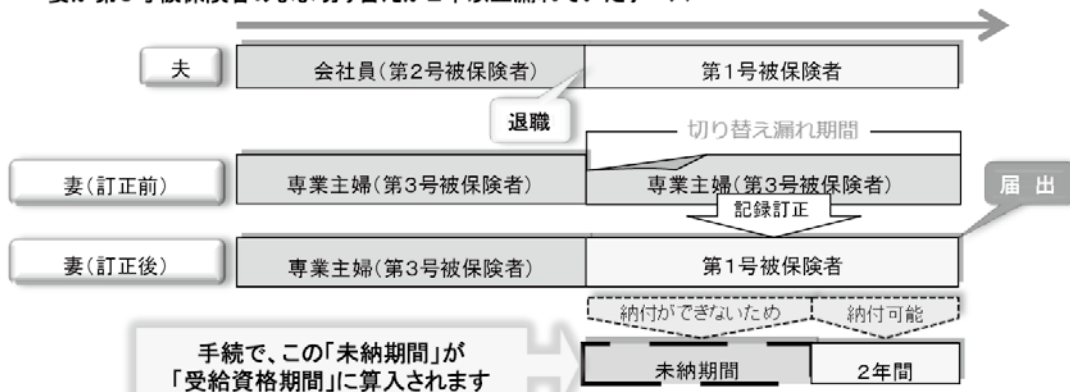 夫
会社員(第2号被保険者)
第1号被保険者
退職
切り替え漏れ期間
妻(訂正前)
専業主婦(第3号被保険者)
専業主婦(第3号被保険者)
届出
記録訂正
妻(訂正後)
専業主婦(第3号被保険者)
第1号被保険者
納付ができないため
納付可能
手続で、この「未納期間」が
「受給資格期間」に算入されます
未納期間
2年間